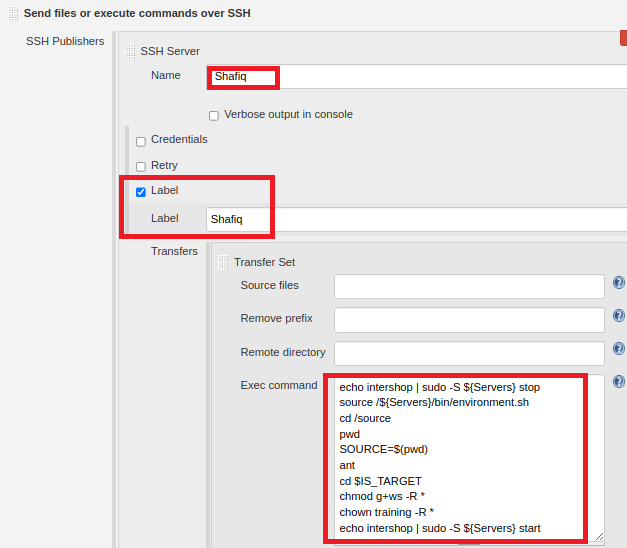 Send files or execute commands over SSH
SSH Publishers
SSH Server
Name
Shafiq
Verbose output in console
Credentials
Retry
Label
Label
Shafiq
Transfers
Transfer Set
Source files
?
Remove prefix
?
Remote directory
?
Exec command
echo intershop | sudo -S ${Servers} stop
source /${Servers}/bin/environment.sh
cd /source
pwd
SOURCE=$(pwd)
ant
cd $IS_TARGET
chmod g+ws -R *
chown training -R *
echo intershop | sudo -S ${Servers} start
?